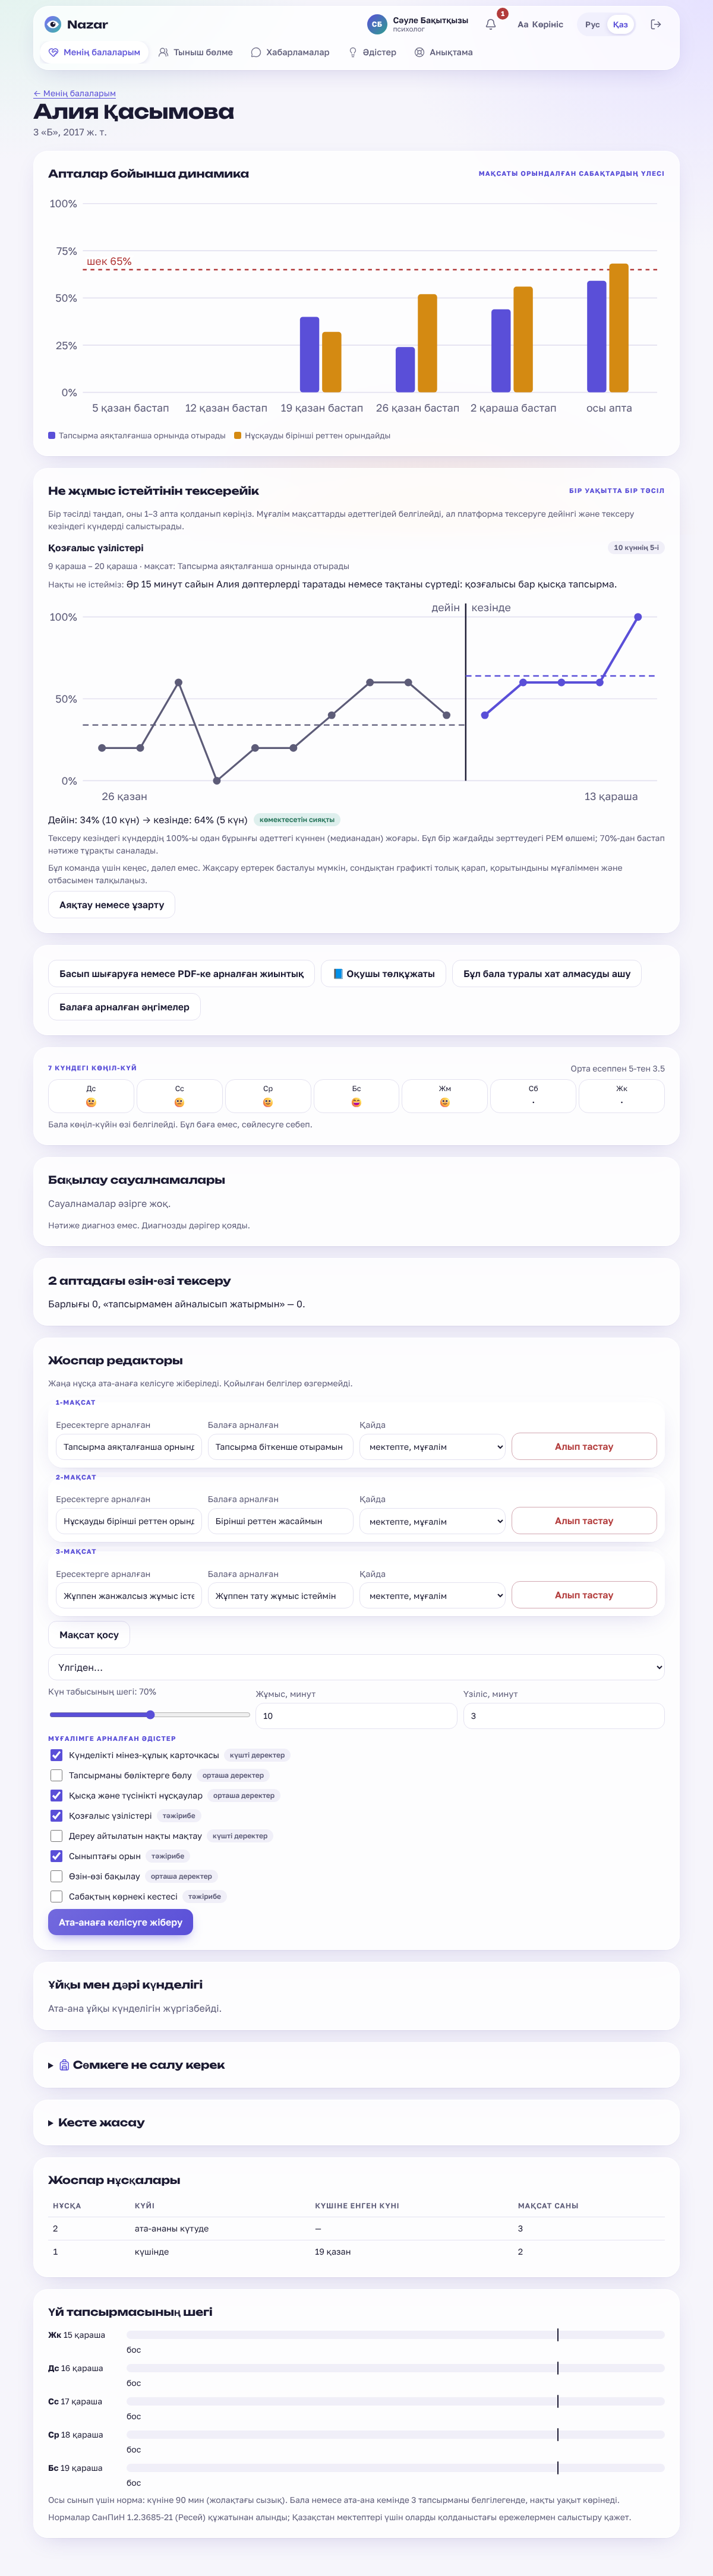 Nazar
СБ
Сәуле Бақытқызы
психолог
1
Аа Көрініс
Рус
Қаз
Менің балаларым
Тыныш бөлме
Хабарламалар
Әдістер
Анықтама
← Менің балаларым
Алия Қасымова
3 «Б», 2017 ж. т.
Апталар бойынша динамика
МАҚСАТЫ ОРЫНДАЛҒАН САБАҚТАРДЫҢ ҮЛЕСІ
100%
75%
шек 65%
50%
25%
0%
5 қазан бастап
12 қазан бастап
19 қазан бастап
26 қазан бастап
2 қараша бастап
осы апта
Тапсырма аяқталғанша орнында отырады
Нұсқауды бірінші реттен орындайды
Не жұмыс істейтінін тексерейік
БІР УАҚЫТТА БІР ТӘСІЛ
Бір тәсілді таңдап, оны 1–3 апта қолданып көріңіз. Мұғалім мақсаттарды әдеттегідей белгілейді, ал платформа тексеруге дейінгі және тексеру
кезіндегі күндерді салыстырады.
Қозғалыс үзілістері
10 күннің 5-і
9 қараша – 20 қараша · мақсат: Тапсырма аяқталғанша орнында отырады
Нақты не істейміз: Әр 15 минут сайын Алия дәптерлерді таратады немесе тақтаны сүртеді: қозғалысы бар қысқа тапсырма.
дейін
кезінде
100%
50%
0%
26 қазан
13 қараша
Дейін: 34% (10 күн) → кезінде: 64% (5 күн)
көмектесетін сияқты
Тексеру кезіндегі күндердің 100%-ы одан бұрынғы әдеттегі күннен (медианадан) жоғары. Бұл бір жағдайды зерттеудегі PEM өлшемі; 70%-дан бастап
нәтиже тұрақты саналады.
Бұл команда үшін кеңес, дәлел емес. Жақсару ертерек басталуы мүмкін, сондықтан графикті толық қарап, қорытындыны мұғаліммен және
отбасымен талқылаңыз.
Аяқтау немесе ұзарту
Басып шығаруға немесе PDF-ке арналған жиынтық
Оқушы төлқұжаты
Бұл бала туралы хат алмасуды ашу
Балаға арналған әңгімелер
7 КҮНДЕГІ КӨҢІЛ-КҮЙ
Орта есеппен 5-тен 3.5
Дс
Сс
Ср
Бс
Жм
Сб
Жк
Бала көңіл-күйін өзі белгілейді. Бұл баға емес, сөйлесуге себеп.
Бақылау сауалнамалары
Сауалнамалар әзірге жоқ.
Нәтиже диагноз емес. Диагнозды дәрігер қояды.
2 аптадағы өзін-өзі тексеру
Барлығы 0, «тапсырмамен айналысып жатырмын» — 0.
Жоспар редакторы
Жаңа нұсқа ата-анаға келісуге жіберіледі. Қойылған белгілер өзгермейді.
1-МАҚСАТ
Ересектерге арналған
Балаға арналған
Қайда
Тапсырма аяқталғанша орнынд
Тапсырма біткенше отырамын
мектепте, мұғалім
Алып тастау
2-МАҚСАТ
Ересектерге арналған
Балаға арналған
Қайда
Нұсқауды бірінші реттен орынд
Бірінші реттен жасаймын
мектепте, мұғалім
Алып тастау
3-МАҚСАТ
Ересектерге арналған
Балаға арналған
Қайда
Жұппен жанжалсыз жұмыс істе
Жұппен тату жұмыс істеймін
мектепте, мұғалім
Алып тастау
Мақсат қосу
Үлгіден…
Күн табысының шегі: 70%
Жұмыс, минут
Үзіліс, минут
10
3
МҰҒАЛІМГЕ АРНАЛҒАН ӘДІСТЕР
Күнделікті мінез-құлық карточкасы күшті деректер
Тапсырманы бөліктерге бөлу орташа деректер
Қысқа және түсінікті нұсқаулар орташа деректер
Қозғалыс үзілістері тәжірибе
Дереу айтылатын нақты мақтау күшті деректер
Сыныптағы орын тәжірибе
Өзін-өзі бақылау орташа деректер
Сабақтың көрнекі кестесі тәжірибе
Ата-анаға келісуге жіберу
Ұйқы мен дәрі күнделігі
Ата-ана ұйқы күнделігін жүргізбейді.
Сөмкеге не салу керек
Кесте жасау
Жоспар нұсқалары
НҰСҚА
КҮЙІ
КҮШІНЕ ЕНГЕН КҮНІ
МАҚСАТ САНЫ
2
ата-ананы күтуде
—
3
1
күшінде
19 қазан
2
Үй тапсырмасының шегі
Жк 15 қараша
бос
Дс 16 қараша
бос
Сс 17 қараша
бос
Ср 18 қараша
бос
Бс 19 қараша
бос
Осы сынып үшін норма: күніне 90 мин (жолақтағы сызық). Бала немесе ата-ана кемінде 3 тапсырманы белгілегенде, нақты уақыт көрінеді.
Нормалар СанПиН 1.2.3685-21 (Ресей) құжатынан алынды; Қазақстан мектептері үшін оларды қолданыстағы ережелермен салыстыру қажет.